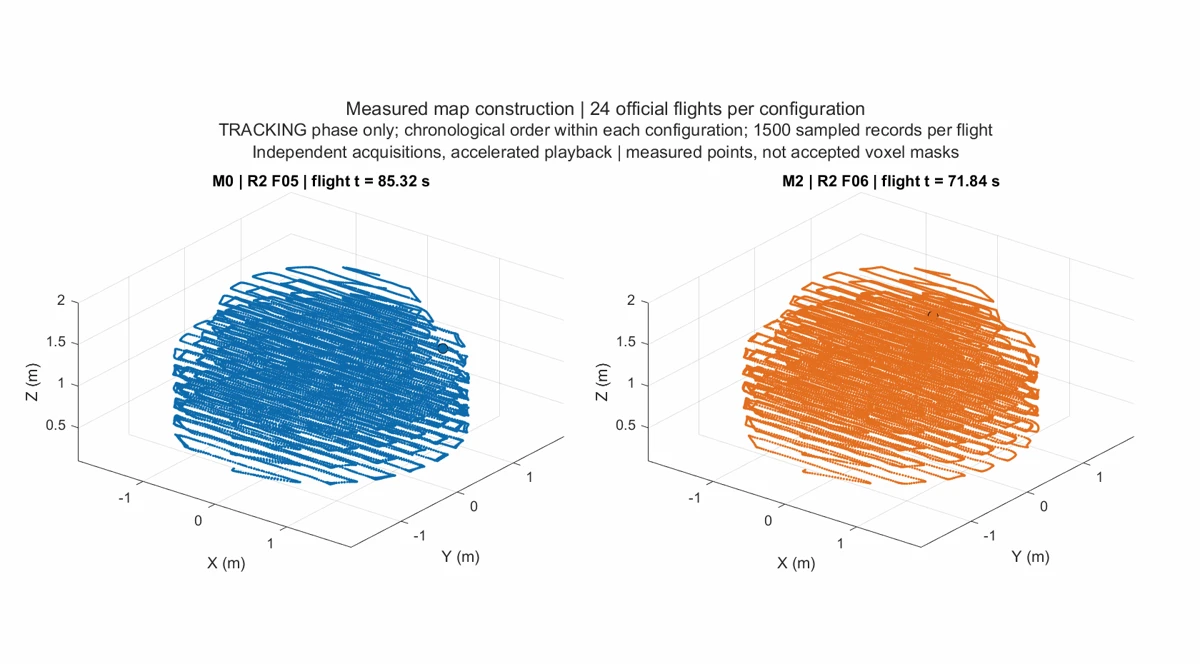 Measured map construction | 24 official flights per configuration
TRACKING phase only; chronological order within each configuration; 1500 sampled records per flight
Independent acquisitions, accelerated playback | measured points, not accepted voxel masks
M0 | R2 F05 | flight t = 85.32 s
2
1.5
1
0.5
Z (m)
-1
0
1
X (m)
-1
0
1
Y (m)
M2 | R2 F06 | flight t = 71.84 s
2
1.5
1
0.5
Z (m)
-1
0
1
X (m)
-1
0
1
Y (m)